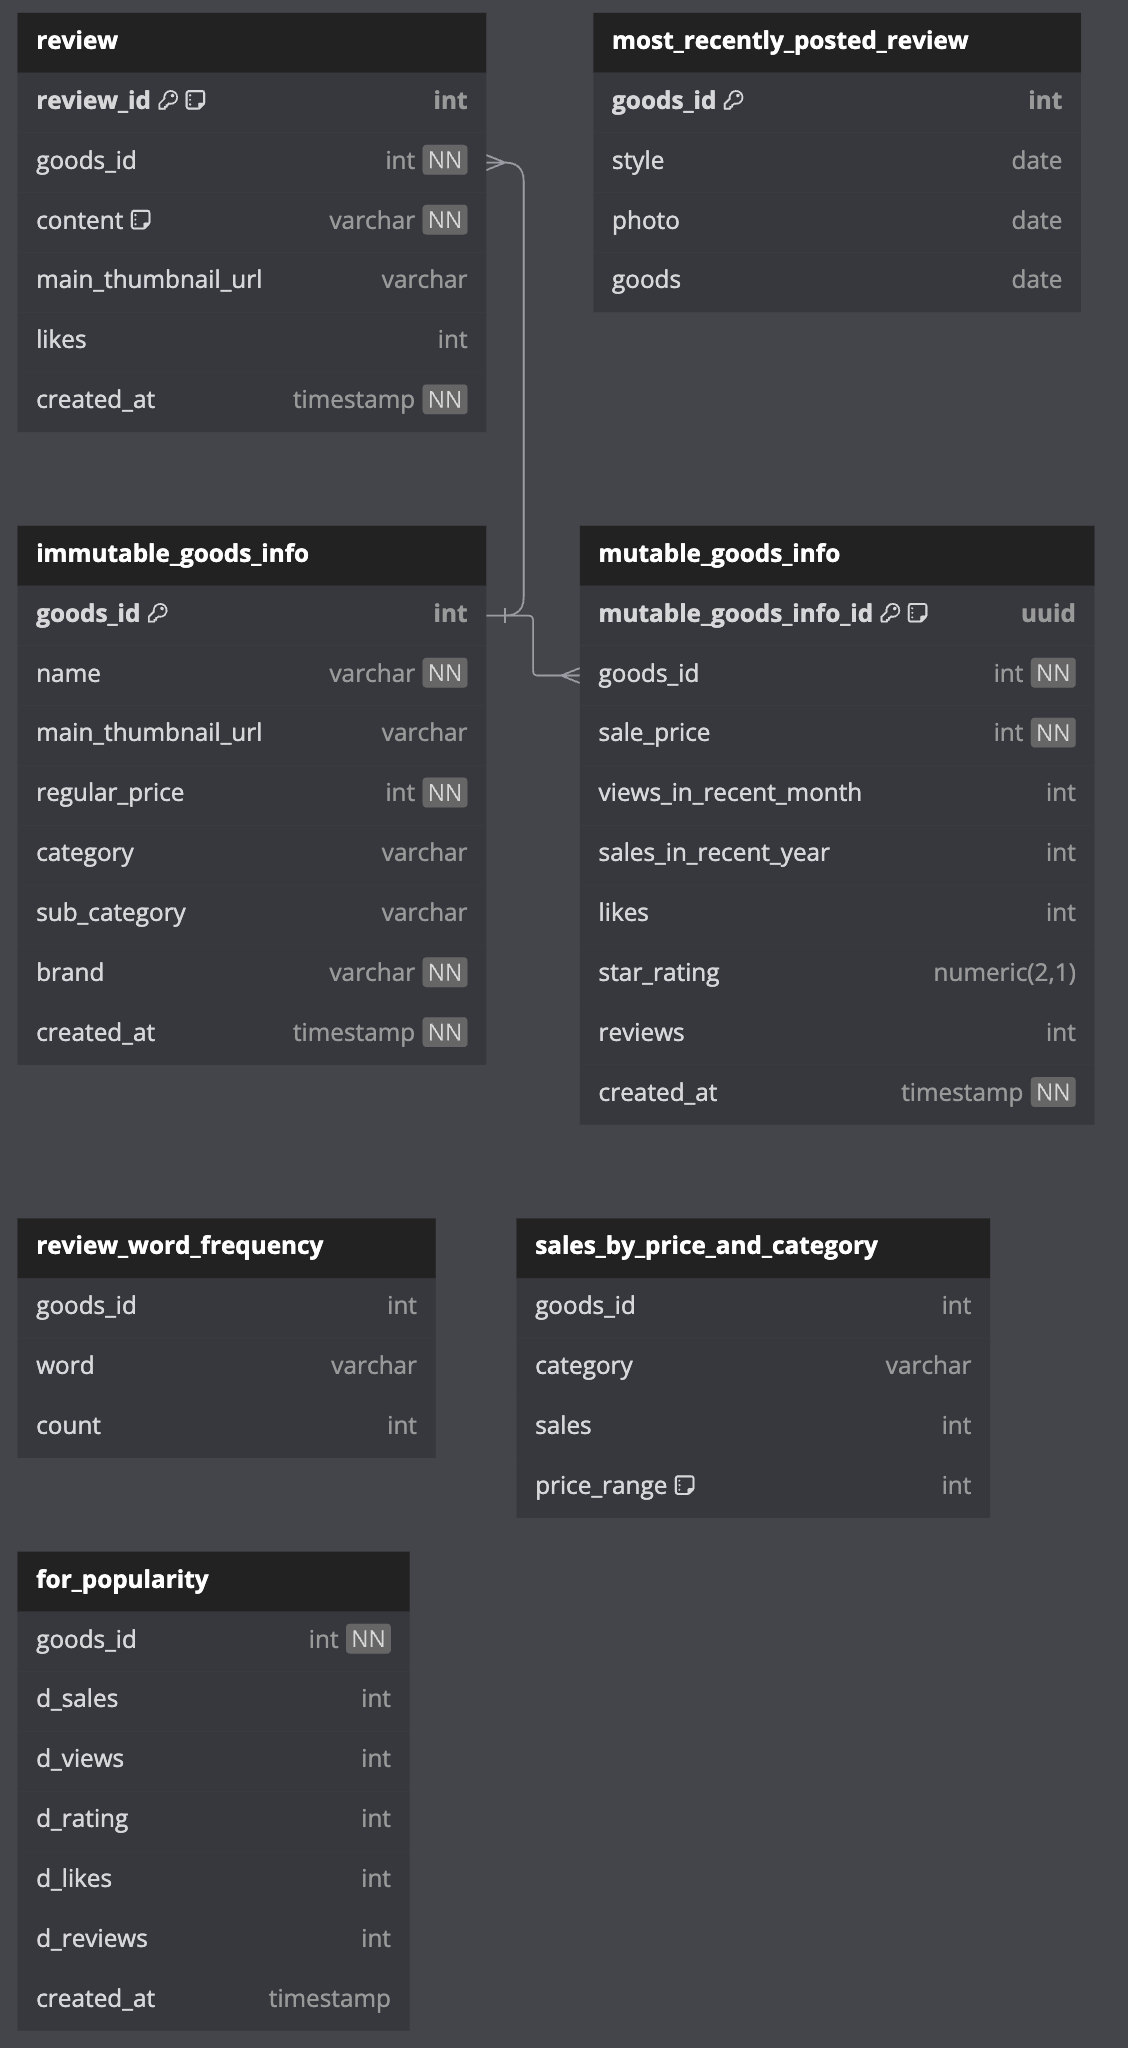 review
review_id int
goods_id int NN
content varchar NN
main_thumbnail_url varchar
likes int
created_at timestamp NN
most_recently_posted_review
goods_id int
style date
photo date
goods date
immutable_goods_info
goods_id int
name varchar NN
main_thumbnail_url varchar
regular_price int NN
category varchar
sub_category varchar
brand varchar NN
created_at timestamp NN
mutable_goods_info
mutable_goods_info_id uuid
goods_id int NN
sale_price int NN
views_in_recent_month int
sales_in_recent_year int
likes int
star_rating numeric(2,1)
reviews int
created_at timestamp NN
review_word_frequency
goods_id int
word varchar
count int
sales_by_price_and_category
goods_id int
category varchar
sales int
price_range int
for_popularity
goods_id int NN
d_sales int
d_views int
d_rating int
d_likes int
d_reviews int
created_at timestamp